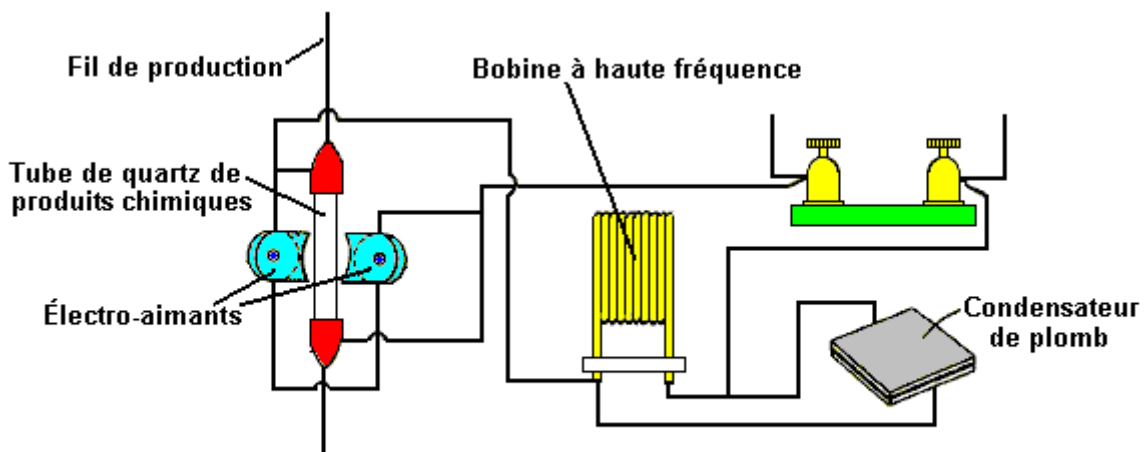 Fil de production
Bobine à haute fréquence
Tube de quartz de
produits chimiques
Électro-aimants
Condensateur
de plomb